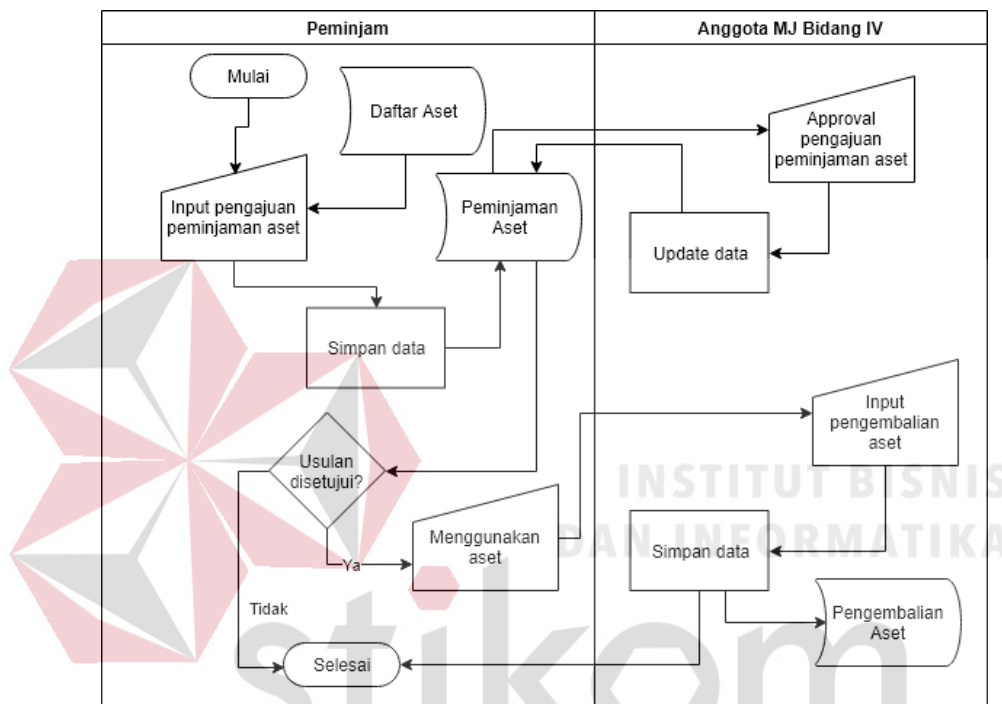 Peminjam
Anggota MJ Bidang IV
Mulai
Daftar Aset
Approval
pengajuan
peminjaman aset
Input pengajuan
peminjaman aset
Peminjaman
Aset
Update data
Simpan data
Input
pengembalian
aset
Usulan
disetujui?
INSTITUT BISNIS
Menggunakan
aset
DAN INFORMATIKA
Simpan data
Ya
Tidak
Pengembalian
Aset
Selesai
stikom